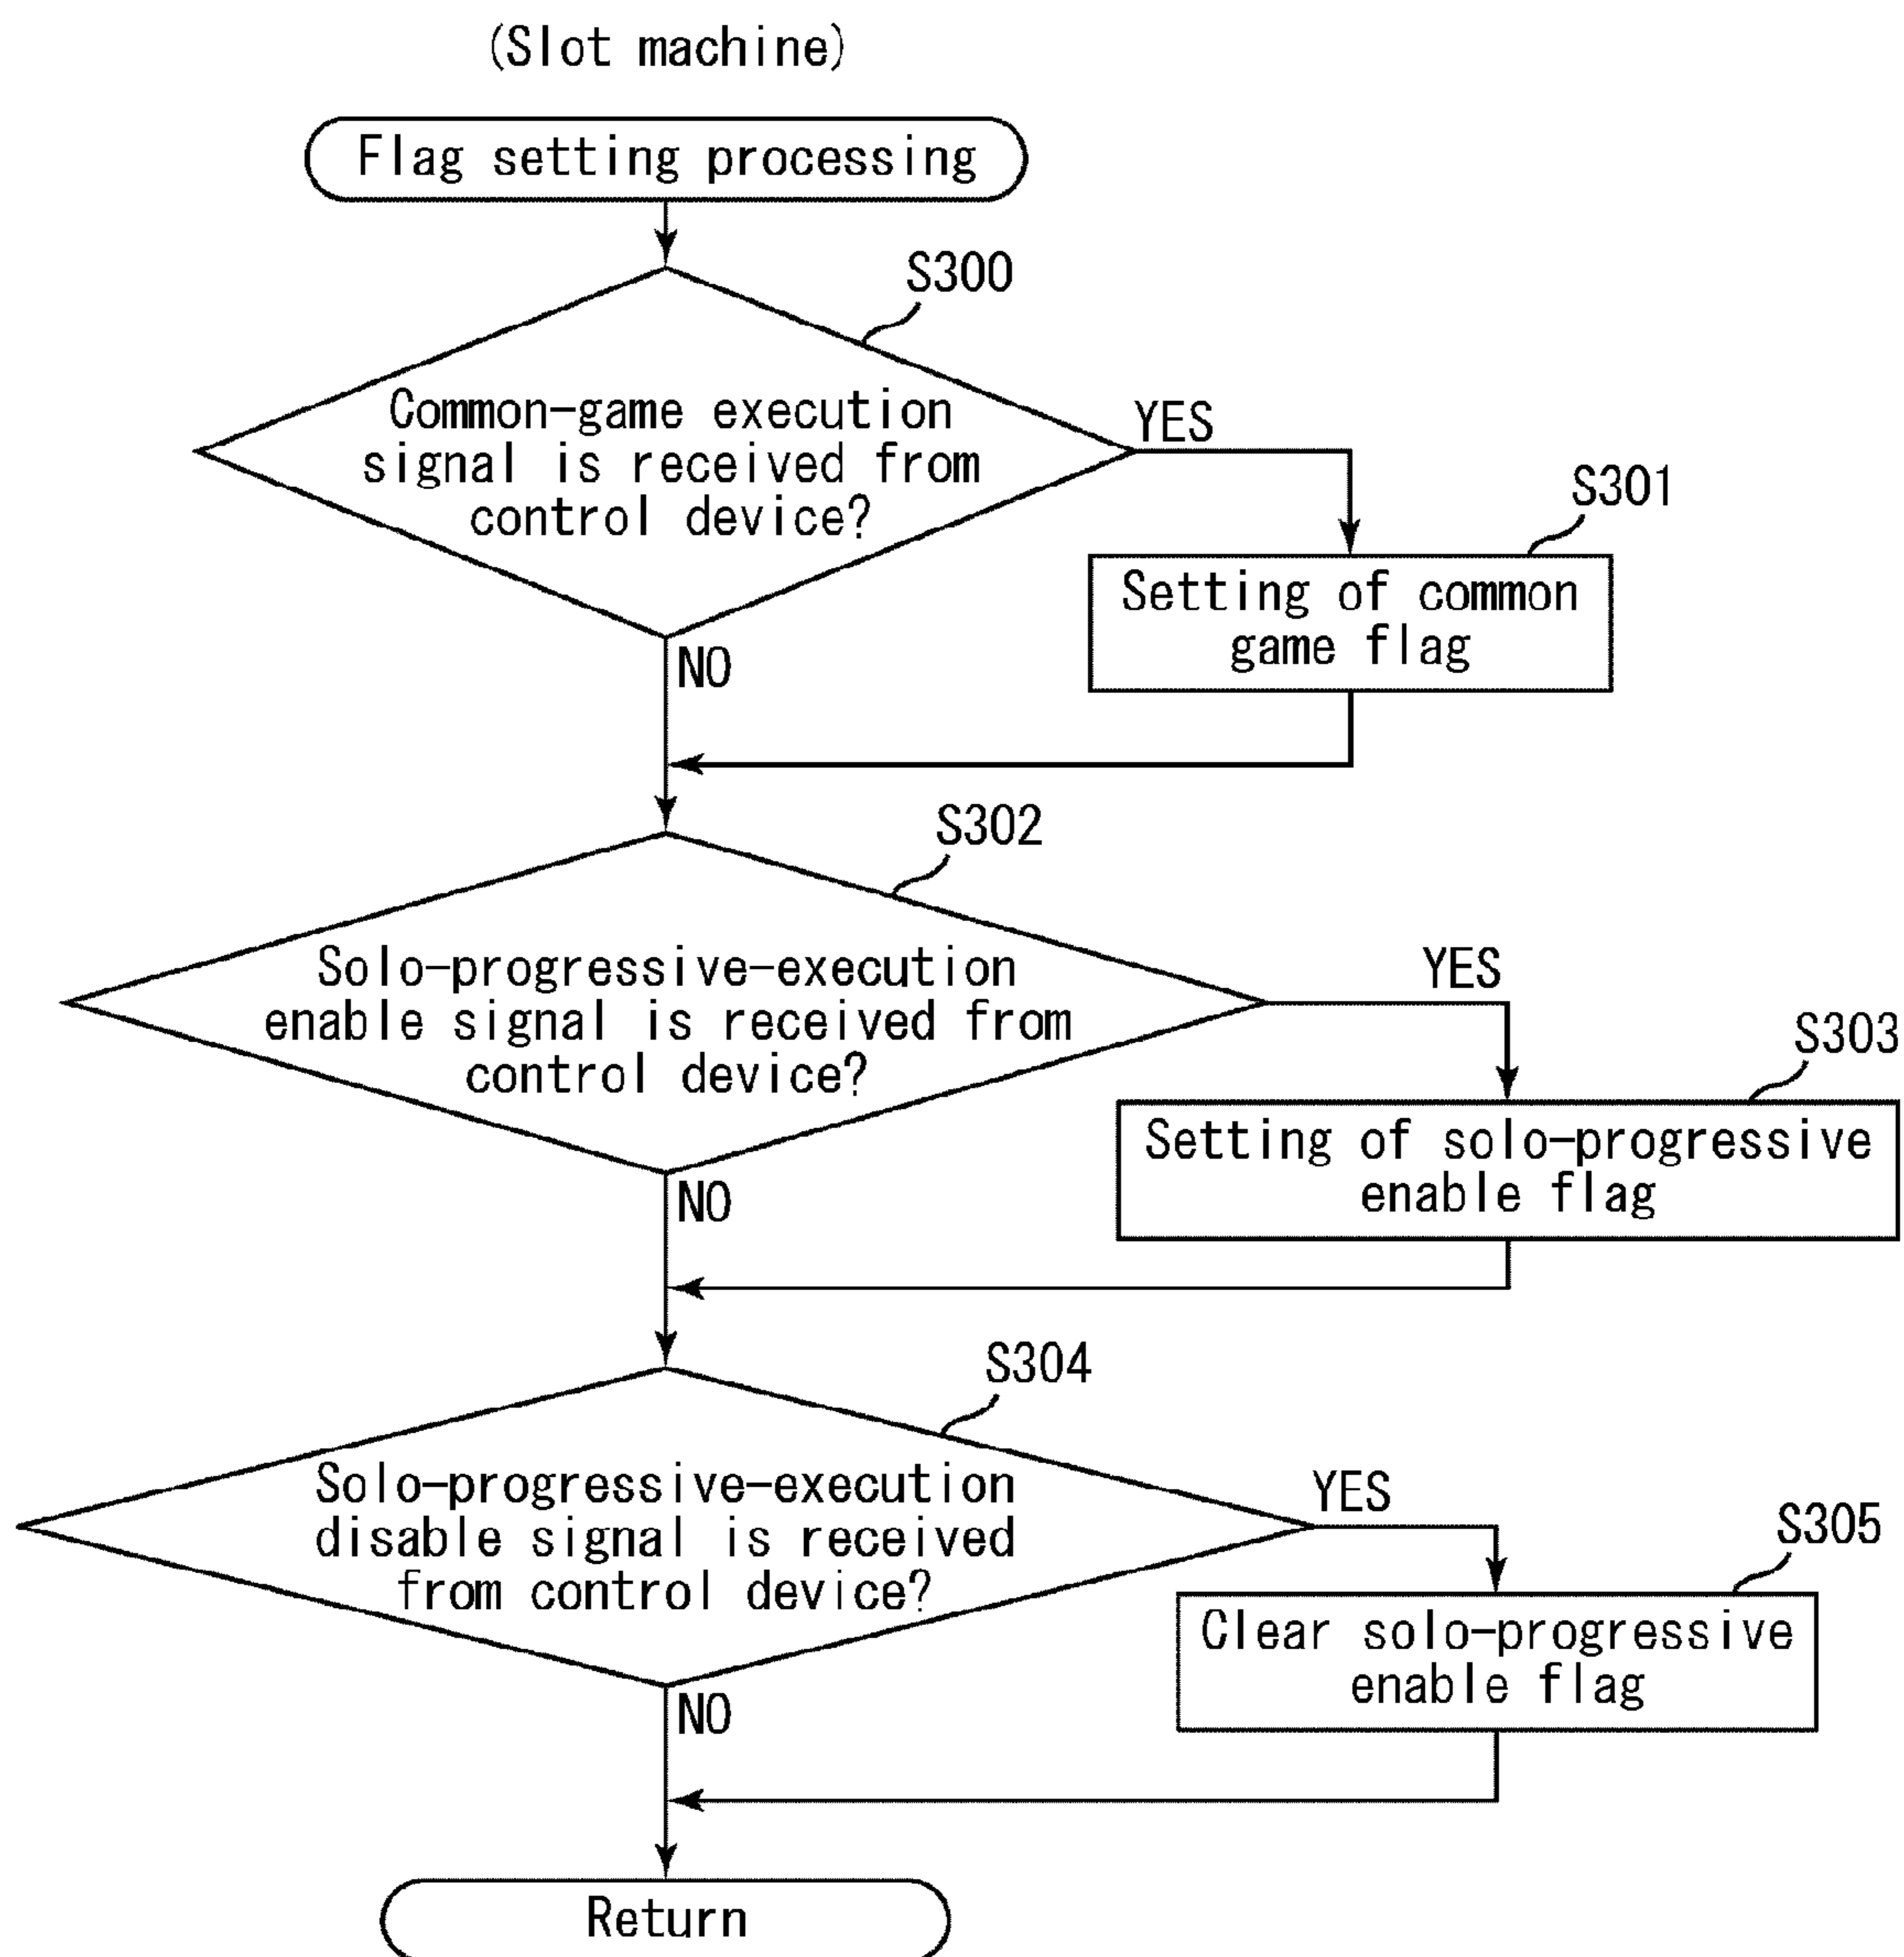 (Slot machine)
Flag setting processing
S300
Common-game execution
signal is received from
control device?
YES
S301
Setting of common
game flag
NO
S302
Solo-progressive-execution
enable signal is received from
control device?
YES
S303
Setting of solo-progressive
enable flag
NO
S304
Solo-progressive-execution
disable signal is received
from control device?
YES
S305
Clear solo-progressive
enable flag
NO
Return